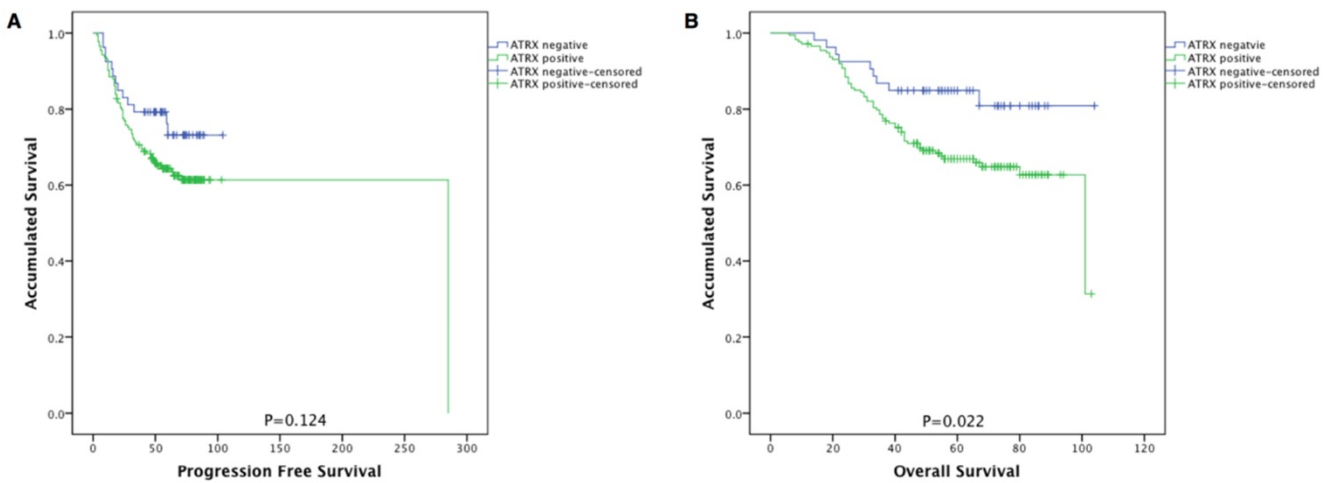 A
1.0
0.8
0.6
0.4
0.2
0.0
Accumulated Survival
0 50 100 150 200 250 300
Progression Free Survival
P=0.124
ATRX negative
ATRX positive
ATRX negative-censored
ATRX positive-censored
B
1.0
0.8
0.6
0.4
0.2
0.0
Accumulated Survival
0 20 40 60 80 100 120
Overall Survival
P=0.022
ATRX negatvie
ATRX positive
ATRX negative-censored
ATRX positive-censored